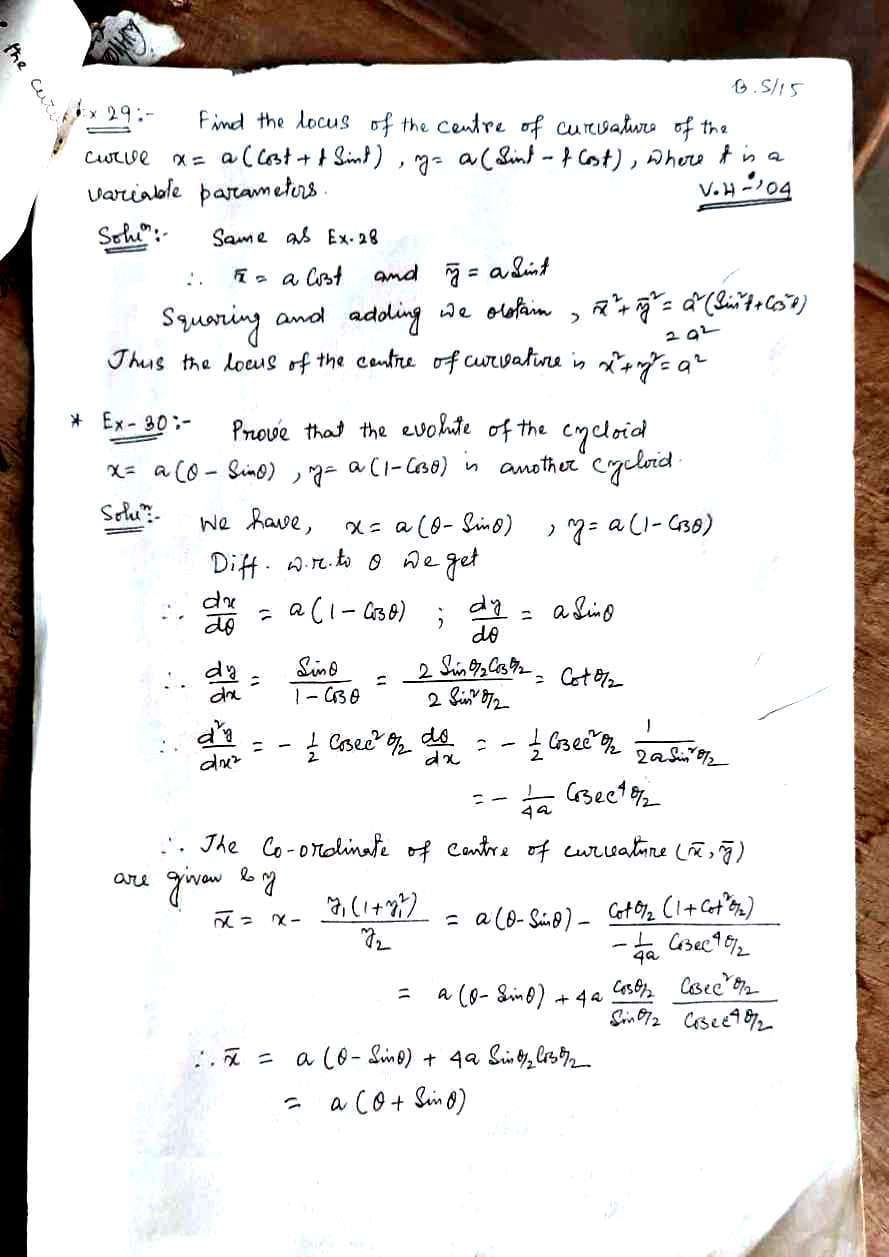 the curv
B.S/15
Ex 29:- Find the locus of the centre of curvature of the
curve x = a(Cost + t Sint), y = a(Sint - t Cost), where t is a
variable parameters. V.H-'04
Soluⁿ:- Same as Ex. 28
∴ x̄ = a Cost and ȳ = a Sint
Squaring and adding we obtain, x̄² + ȳ² = a²(Sin²t + Cos²t)
= a²
Thus the locus of the centre of curvature is x² + y² = a²
* Ex-30:- Prove that the evolute of the cycloid
x = a(θ - Sinθ), y = a(1 - Cosθ) is another cycloid.
Soluⁿ:- We have, x = a(θ - Sinθ), y = a(1 - Cosθ)
Diff. w.r.to θ we get
∴ dx/dθ = a(1 - Cosθ) ; dy/dθ = a Sinθ
∴ dy/dx = Sinθ/(1 - Cosθ) = 2 Sinθ/2 Cosθ/2 / 2 Sin²θ/2 = Cot θ/2
∴ d²y/dx² = - 1/2 Cosec²θ/2 dθ/dx = - 1/2 Cosec²θ/2 1/(2a Sin²θ/2)
= - 1/4a Cosec⁴θ/2
∴ The Co-ordinate of centre of curvature (x̄, ȳ)
are given by
x̄ = x - y₁(1 + y₁²)/y₂ = a(θ - Sinθ) - Cotθ/2 (1 + Cot²θ/2) / (- 1/4a Cosec⁴θ/2)
= a(θ - Sinθ) + 4a Cosθ/2 / Sinθ/2 Cosec²θ/2 / Cosec⁴θ/2
∴ x̄ = a(θ - Sinθ) + 4a Sinθ/2 Cosθ/2
= a(θ + Sinθ)